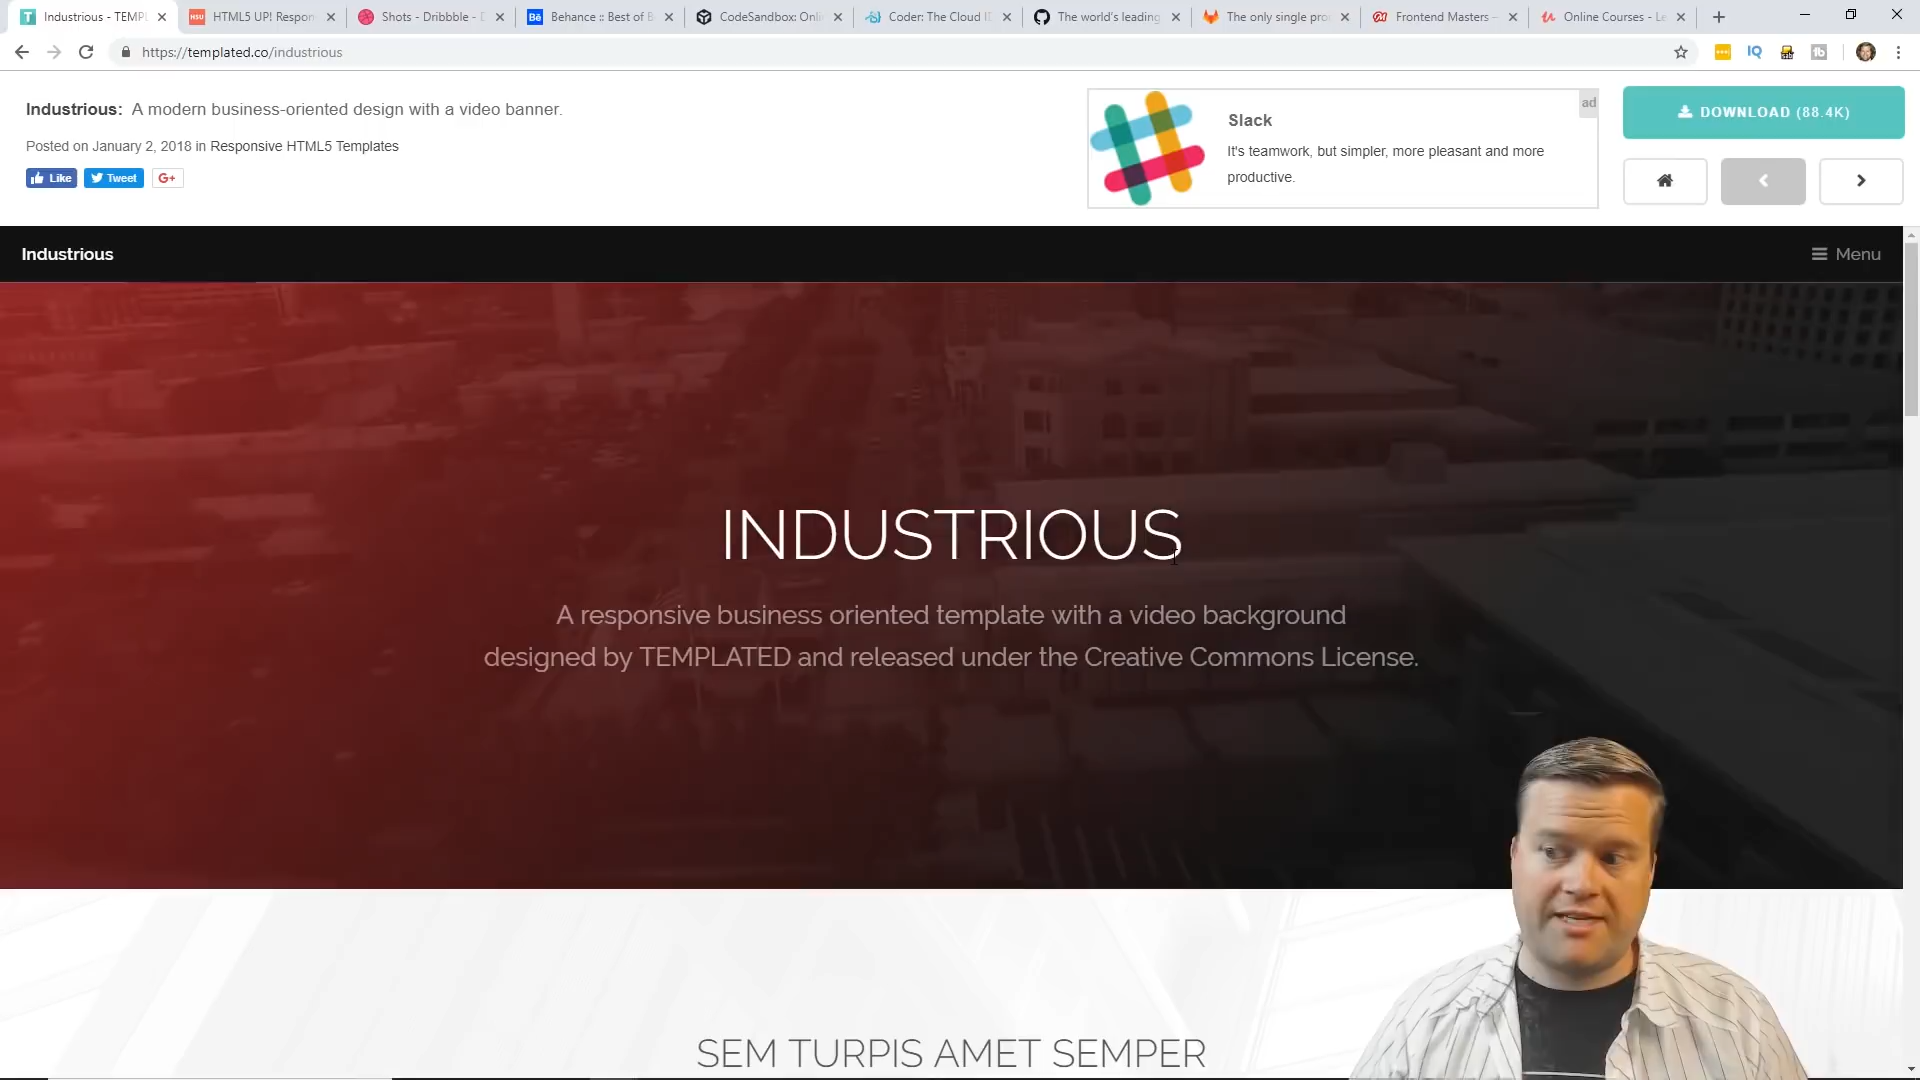 Industrious - TEMPL
HTML5 UP! Respon
Shots - Dribbble - D
Behance :: Best of B
CodeSandbox: Onli
Coder: The Cloud ID
The world's leading
The only single pro
Frontend Masters –
Online Courses - Le
https://templated.co/industrious
Industrious: A modern business-oriented design with a video banner.
Posted on January 2, 2018 in Responsive HTML5 Templates
Like
Tweet
G+
ad
Slack
It's teamwork, but simpler, more pleasant and more
productive.
DOWNLOAD (88.4K)
Industrious
Menu
INDUSTRIOUS
A responsive business oriented template with a video background
designed by TEMPLATED and released under the Creative Commons License.
SEM TURPIS AMET SEMPER